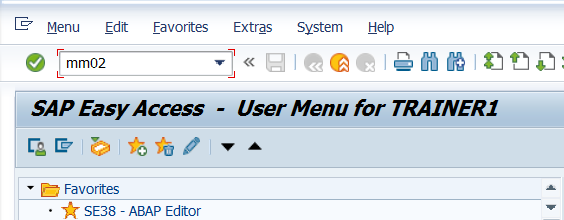 Menu Edit Favorites Extras System Help
mm02
SAP Easy Access - User Menu for TRAINER1
Favorites
SE38 - ABAP Editor